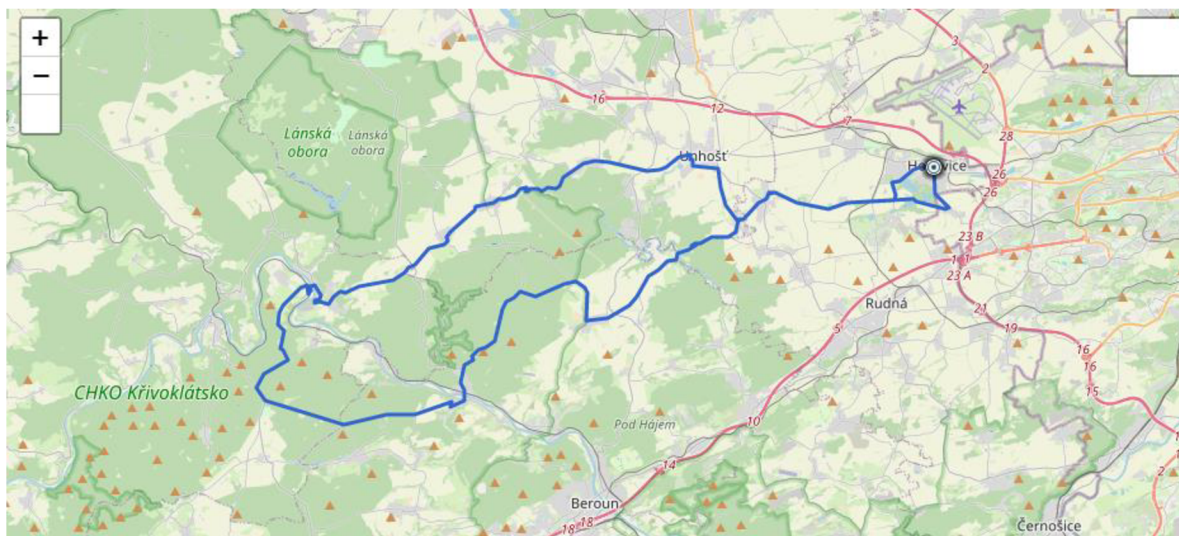 +
−
Lánská
obora
Lánská
obora
16
12
7
3
2
28
Unhošť
26
26
23 B
1
1
23 A
Rudná
5
21
19
16
16
15
CHKO Křivoklátsko
Pod Hájem
10
14
Beroun
18
18
2
Černošice